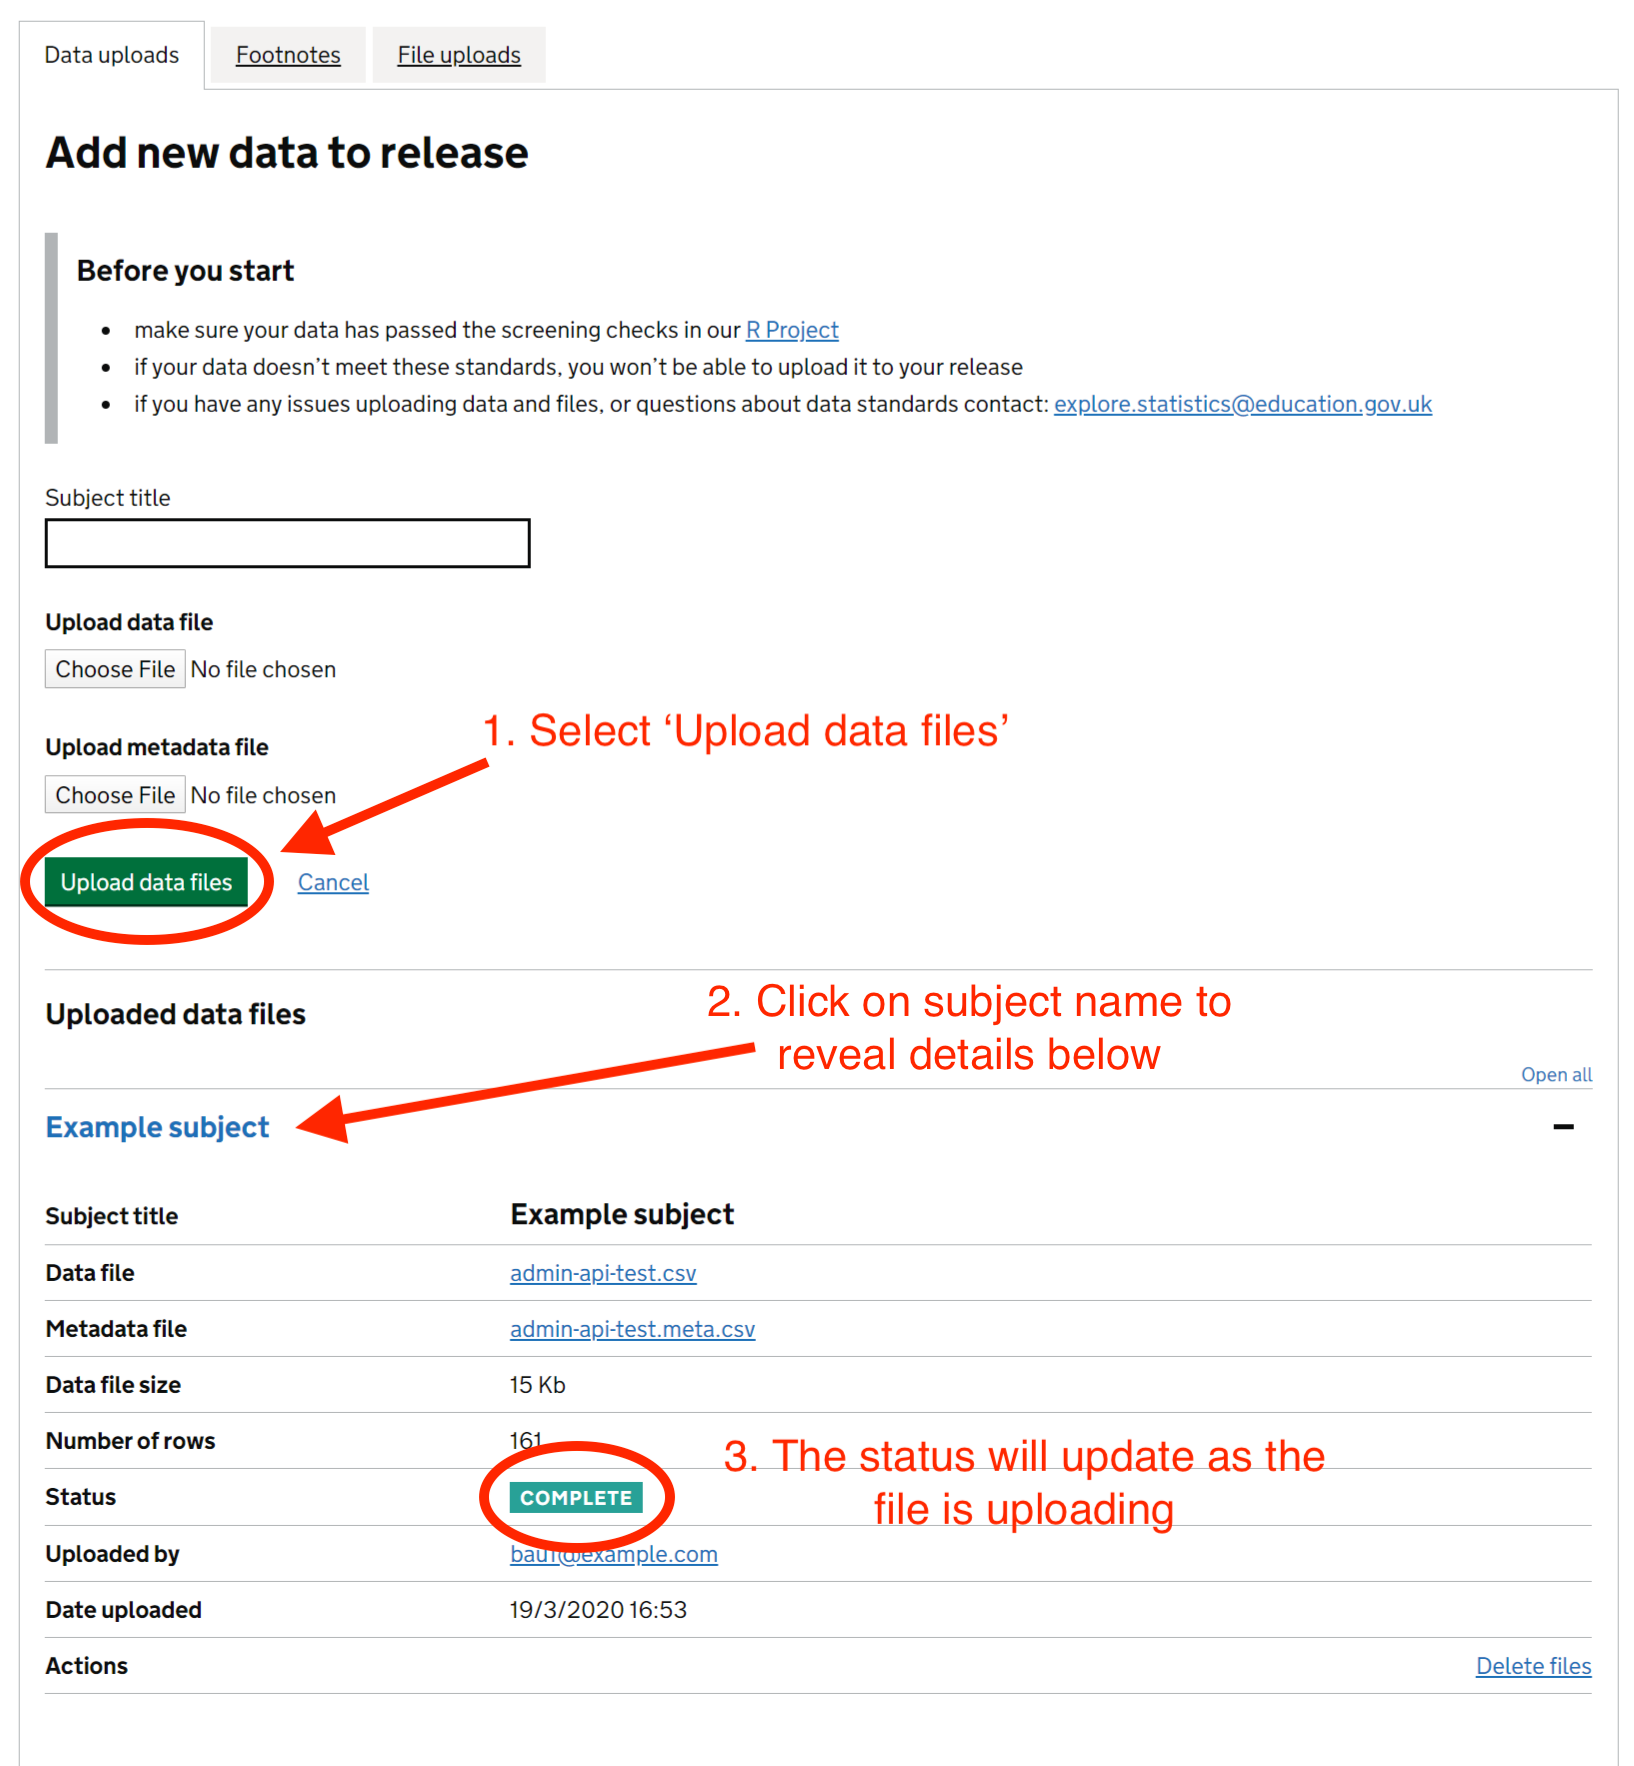 Data uploads
Footnotes
File uploads
Add new data to release
Before you start
make sure your data has passed the screening checks in our R Project
if your data doesn’t meet these standards, you won’t be able to upload it to your release
if you have any issues uploading data and files, or questions about data standards contact: explore.statistics@education.gov.uk
Subject title
Upload data file
Choose File No file chosen
1. Select ‘Upload data files’
Upload metadata file
Choose File No file chosen
Upload data files
Cancel
2. Click on subject name to
reveal details below
Uploaded data files
Open all
Example subject
Subject title Example subject
Data file admin-api-test.csv
Metadata file admin-api-test.meta.csv
Data file size 15 Kb
Number of rows 161
3. The status will update as the
file is uploading
Status COMPLETE
Uploaded by bau1@example.com
Date uploaded 19/3/2020 16:53
Actions Delete files